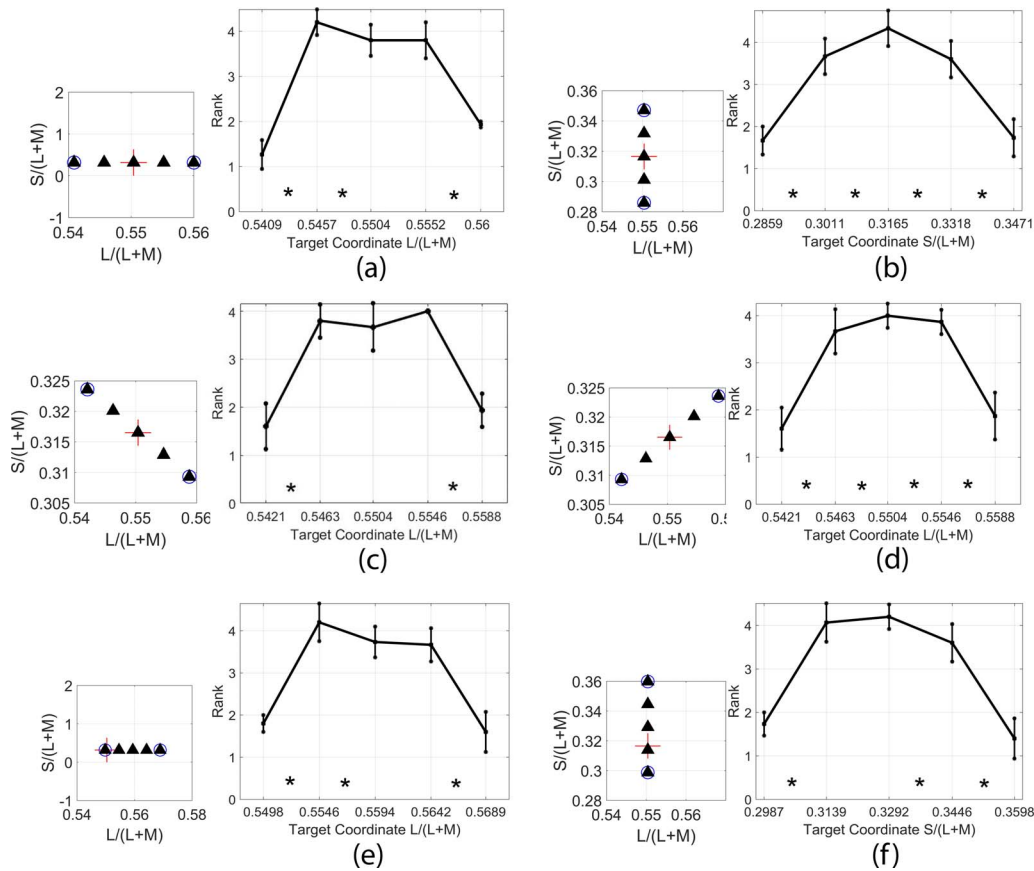 2
1
0
-1
S/(L+M)
0.54
0.55
0.56
L/(L+M)
4
3
2
1
0
Rank
* * *
0.5409 0.5457 0.5504 0.5552 0.56
Target Coordinate L/(L+M)
(a)
0.36
0.34
0.32
0.3
0.28
S/(L+M)
0.54 0.55 0.56
L/(L+M)
4
3
2
1
0
Rank
* * * *
0.2859 0.3011 0.3165 0.3318 0.3471
Target Coordinate S/(L+M)
(b)
0.325
0.32
0.315
0.31
0.305
S/(L+M)
0.54 0.55 0.56
L/(L+M)
4
3
2
1
0
Rank
* *
0.5421 0.5463 0.5504 0.5546 0.5588
Target Coordinate L/(L+M)
(c)
0.325
0.32
0.315
0.31
0.305
S/(L+M)
0.54 0.55
L/(L+M)
4
3
2
1
0
Rank
* * * *
0.5421 0.5463 0.5504 0.5546 0.5588
Target Coordinate L/(L+M)
(d)
2
1
0
-1
S/(L+M)
0.54 0.56 0.58
L/(L+M)
4
3
2
1
0
Rank
* * *
0.5498 0.5546 0.5594 0.5642 0.5689
Target Coordinate L/(L+M)
(e)
0.36
0.34
0.32
0.3
0.28
S/(L+M)
0.54 0.55 0.56
L/(L+M)
4
3
2
1
0
Rank
* * *
0.2987 0.3139 0.3292 0.3446 0.3598
Target Coordinate S/(L+M)
(f)